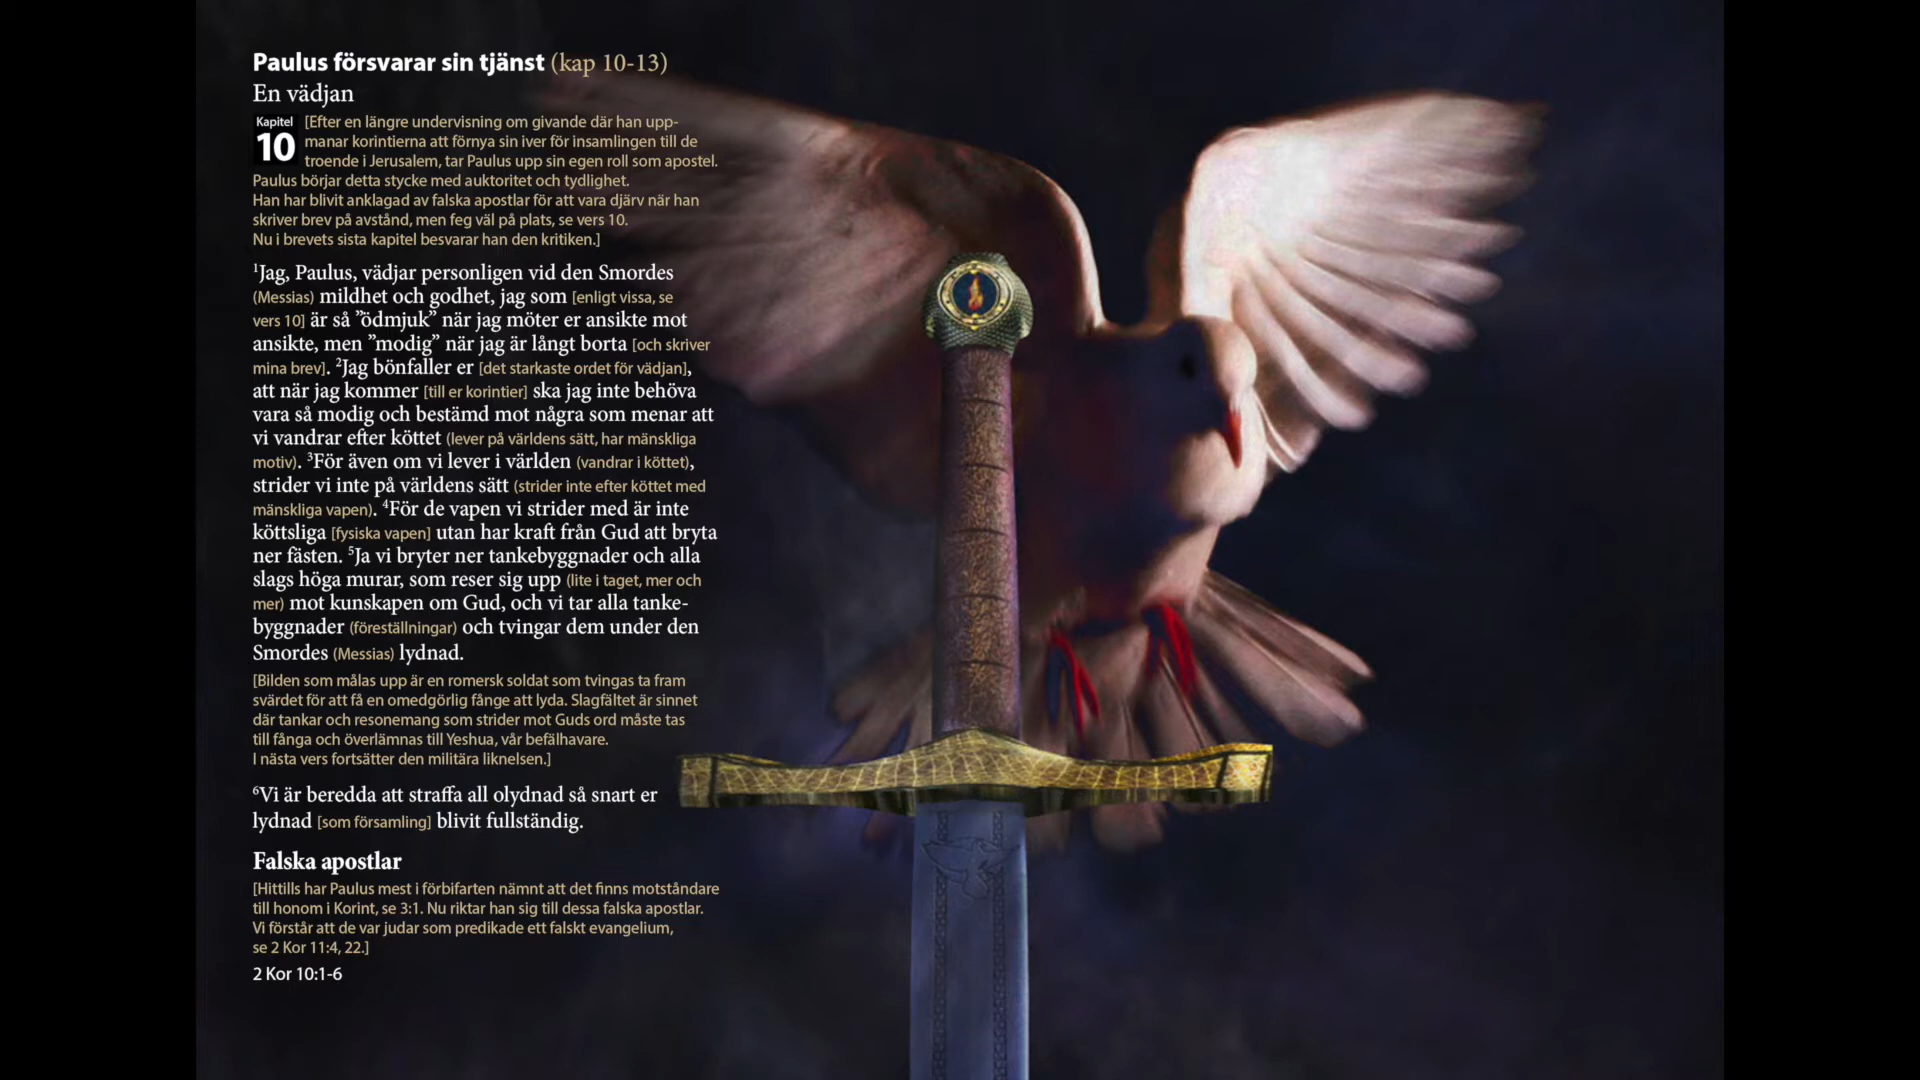 Paulus försvarar sin tjänst (kap 10-13)
En vädjan
Kapitel
10
[Efter en längre undervisning om givande där han upp-
manar korintierna att förnya sin iver för insamlingen till de
troende i Jerusalem, tar Paulus upp sin egen roll som apostel.
Paulus börjar detta stycke med auktoritet och tydlighet.
Han har blivit anklagad av falska apostlar för att vara djärv när han
skriver brev på avstånd, men feg väl på plats, se vers 10.
Nu i brevets sista kapitel besvarar han den kritiken.]
¹Jag, Paulus, vädjar personligen vid den Smordes
(Messias) mildhet och godhet, jag som [enligt vissa, se
vers 10] är så ”ödmjuk” när jag möter er ansikte mot
ansikte, men ”modig” när jag är långt borta [och skriver
mina brev]. ²Jag bönfaller er [det starkaste ordet för vädjan],
att när jag kommer [till er korintier] ska jag inte behöva
vara så modig och bestämd mot några som menar att
vi vandrar efter köttet (lever på världens sätt, har mänskliga
motiv). ³För även om vi lever i världen (vandrar i köttet),
strider vi inte på världens sätt (strider inte efter köttet med
mänskliga vapen). ⁴För de vapen vi strider med är inte
köttsliga [fysiska vapen] utan har kraft från Gud att bryta
ner fästen. ⁵Ja vi bryter ner tankebyggnader och alla
slags höga murar, som reser sig upp (lite i taget, mer och
mer) mot kunskapen om Gud, och vi tar alla tanke-
byggnader (föreställningar) och tvingar dem under den
Smordes (Messias) lydnad.
[Bilden som målas upp är en romersk soldat som tvingas ta fram
svärdet för att få en omedgörlig fånge att lyda. Slagfältet är sinnet
där tankar och resonemang som strider mot Guds ord måste tas
till fånga och överlämnas till Yeshua, vår befälhavare.
I nästa vers fortsätter den militära liknelsen.]
⁶Vi är beredda att straffa all olydnad så snart er
lydnad [som församling] blivit fullständig.
Falska apostlar
[Hittills har Paulus mest i förbifarten nämnt att det finns motståndare
till honom i Korint, se 3:1. Nu riktar han sig till dessa falska apostlar.
Vi förstår att de var judar som predikade ett falskt evangelium,
se 2 Kor 11:4, 22.]
2 Kor 10:1-6